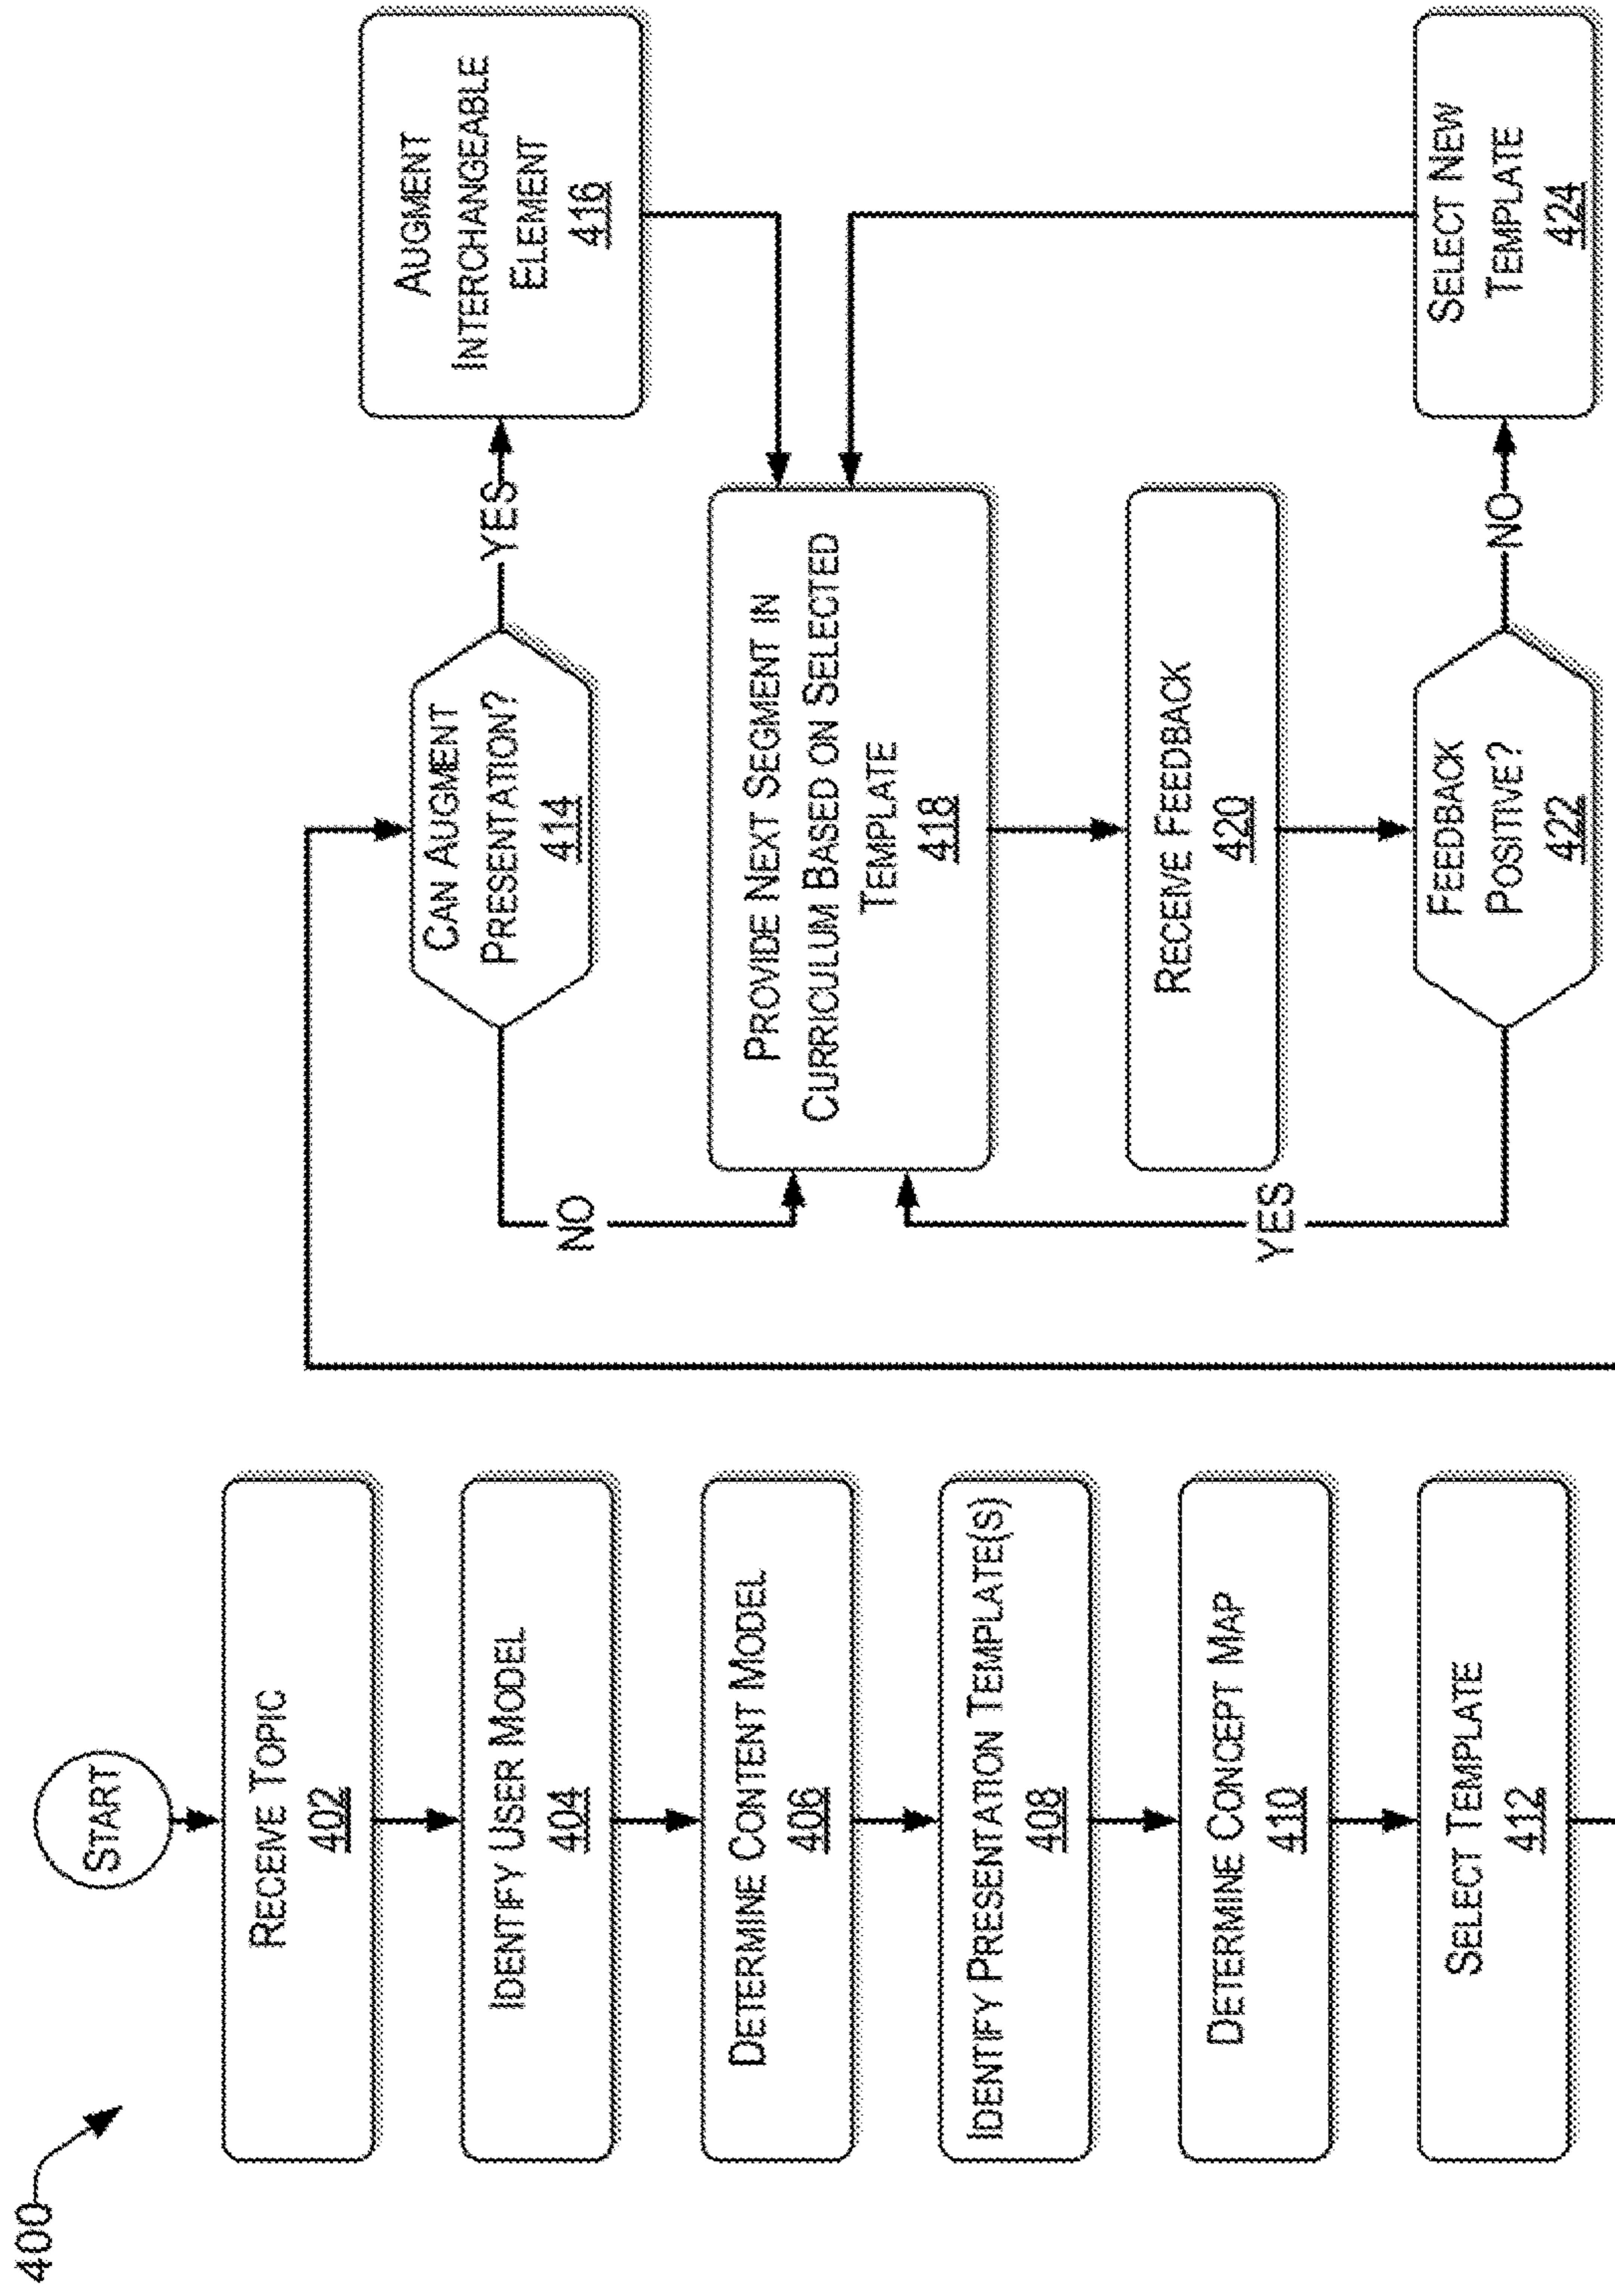 400
START
RECEIVE TOPIC
402
IDENTIFY USER MODEL
404
DETERMINE CONTENT MODEL
406
IDENTIFY PRESENTATION TEMPLATE(S)
408
DETERMINE CONCEPT MAP
410
SELECT TEMPLATE
412
CAN AUGMENT
PRESENTATION?
414
YES
NO
AUGMENT
INTERCHANGEABLE
ELEMENT
416
PROVIDE NEXT SEGMENT IN
CURRICULUM BASED ON SELECTED
TEMPLATE
418
RECEIVE FEEDBACK
420
FEEDBACK
POSITIVE?
422
YES
NO
SELECT NEW
TEMPLATE
424